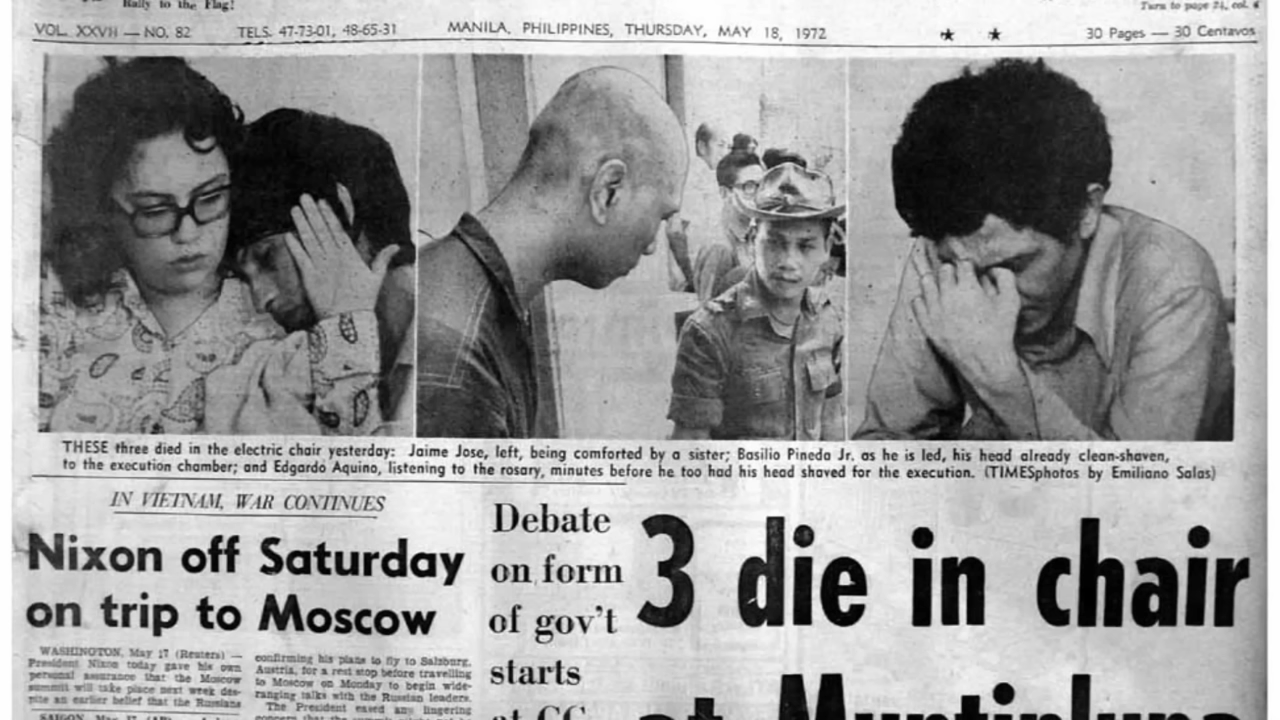 Rally to the Flag!
Turn to page 24, col. 4
VOL. XXVII — NO. 82 TELS. 47-73-01, 48-65-31 MANILA, PHILIPPINES, THURSDAY, MAY 18, 1972 ★ ★ 30 Pages — 30 Centavos
THESE three died in the electric chair yesterday: Jaime Jose, left, being comforted by a sister; Basilio Pineda Jr. as he is led, his head already clean-shaven,
to the execution chamber; and Edgardo Aquino, listening to the rosary, minutes before he too had his head shaved for the execution. (TIMESphotos by Emiliano Salas)
IN VIETNAM, WAR CONTINUES
Nixon off Saturday
on trip to Moscow
WASHINGTON, May 17 (Reuters) —
President Nixon today gave his own
personal assurance that the Moscow
summit will take place next week des-
pite an earlier belief that the Russians
SAIGON, May 17 (AP)
confirming his plans to fly to Salzburg,
Austria, for a rest stop before travelling
to Moscow on Monday to begin wide-
ranging talks with the Russian leaders.
The President eased any lingering
Debate
on form
of gov't
starts
at CC
3 die in chair
at Muntinlupa